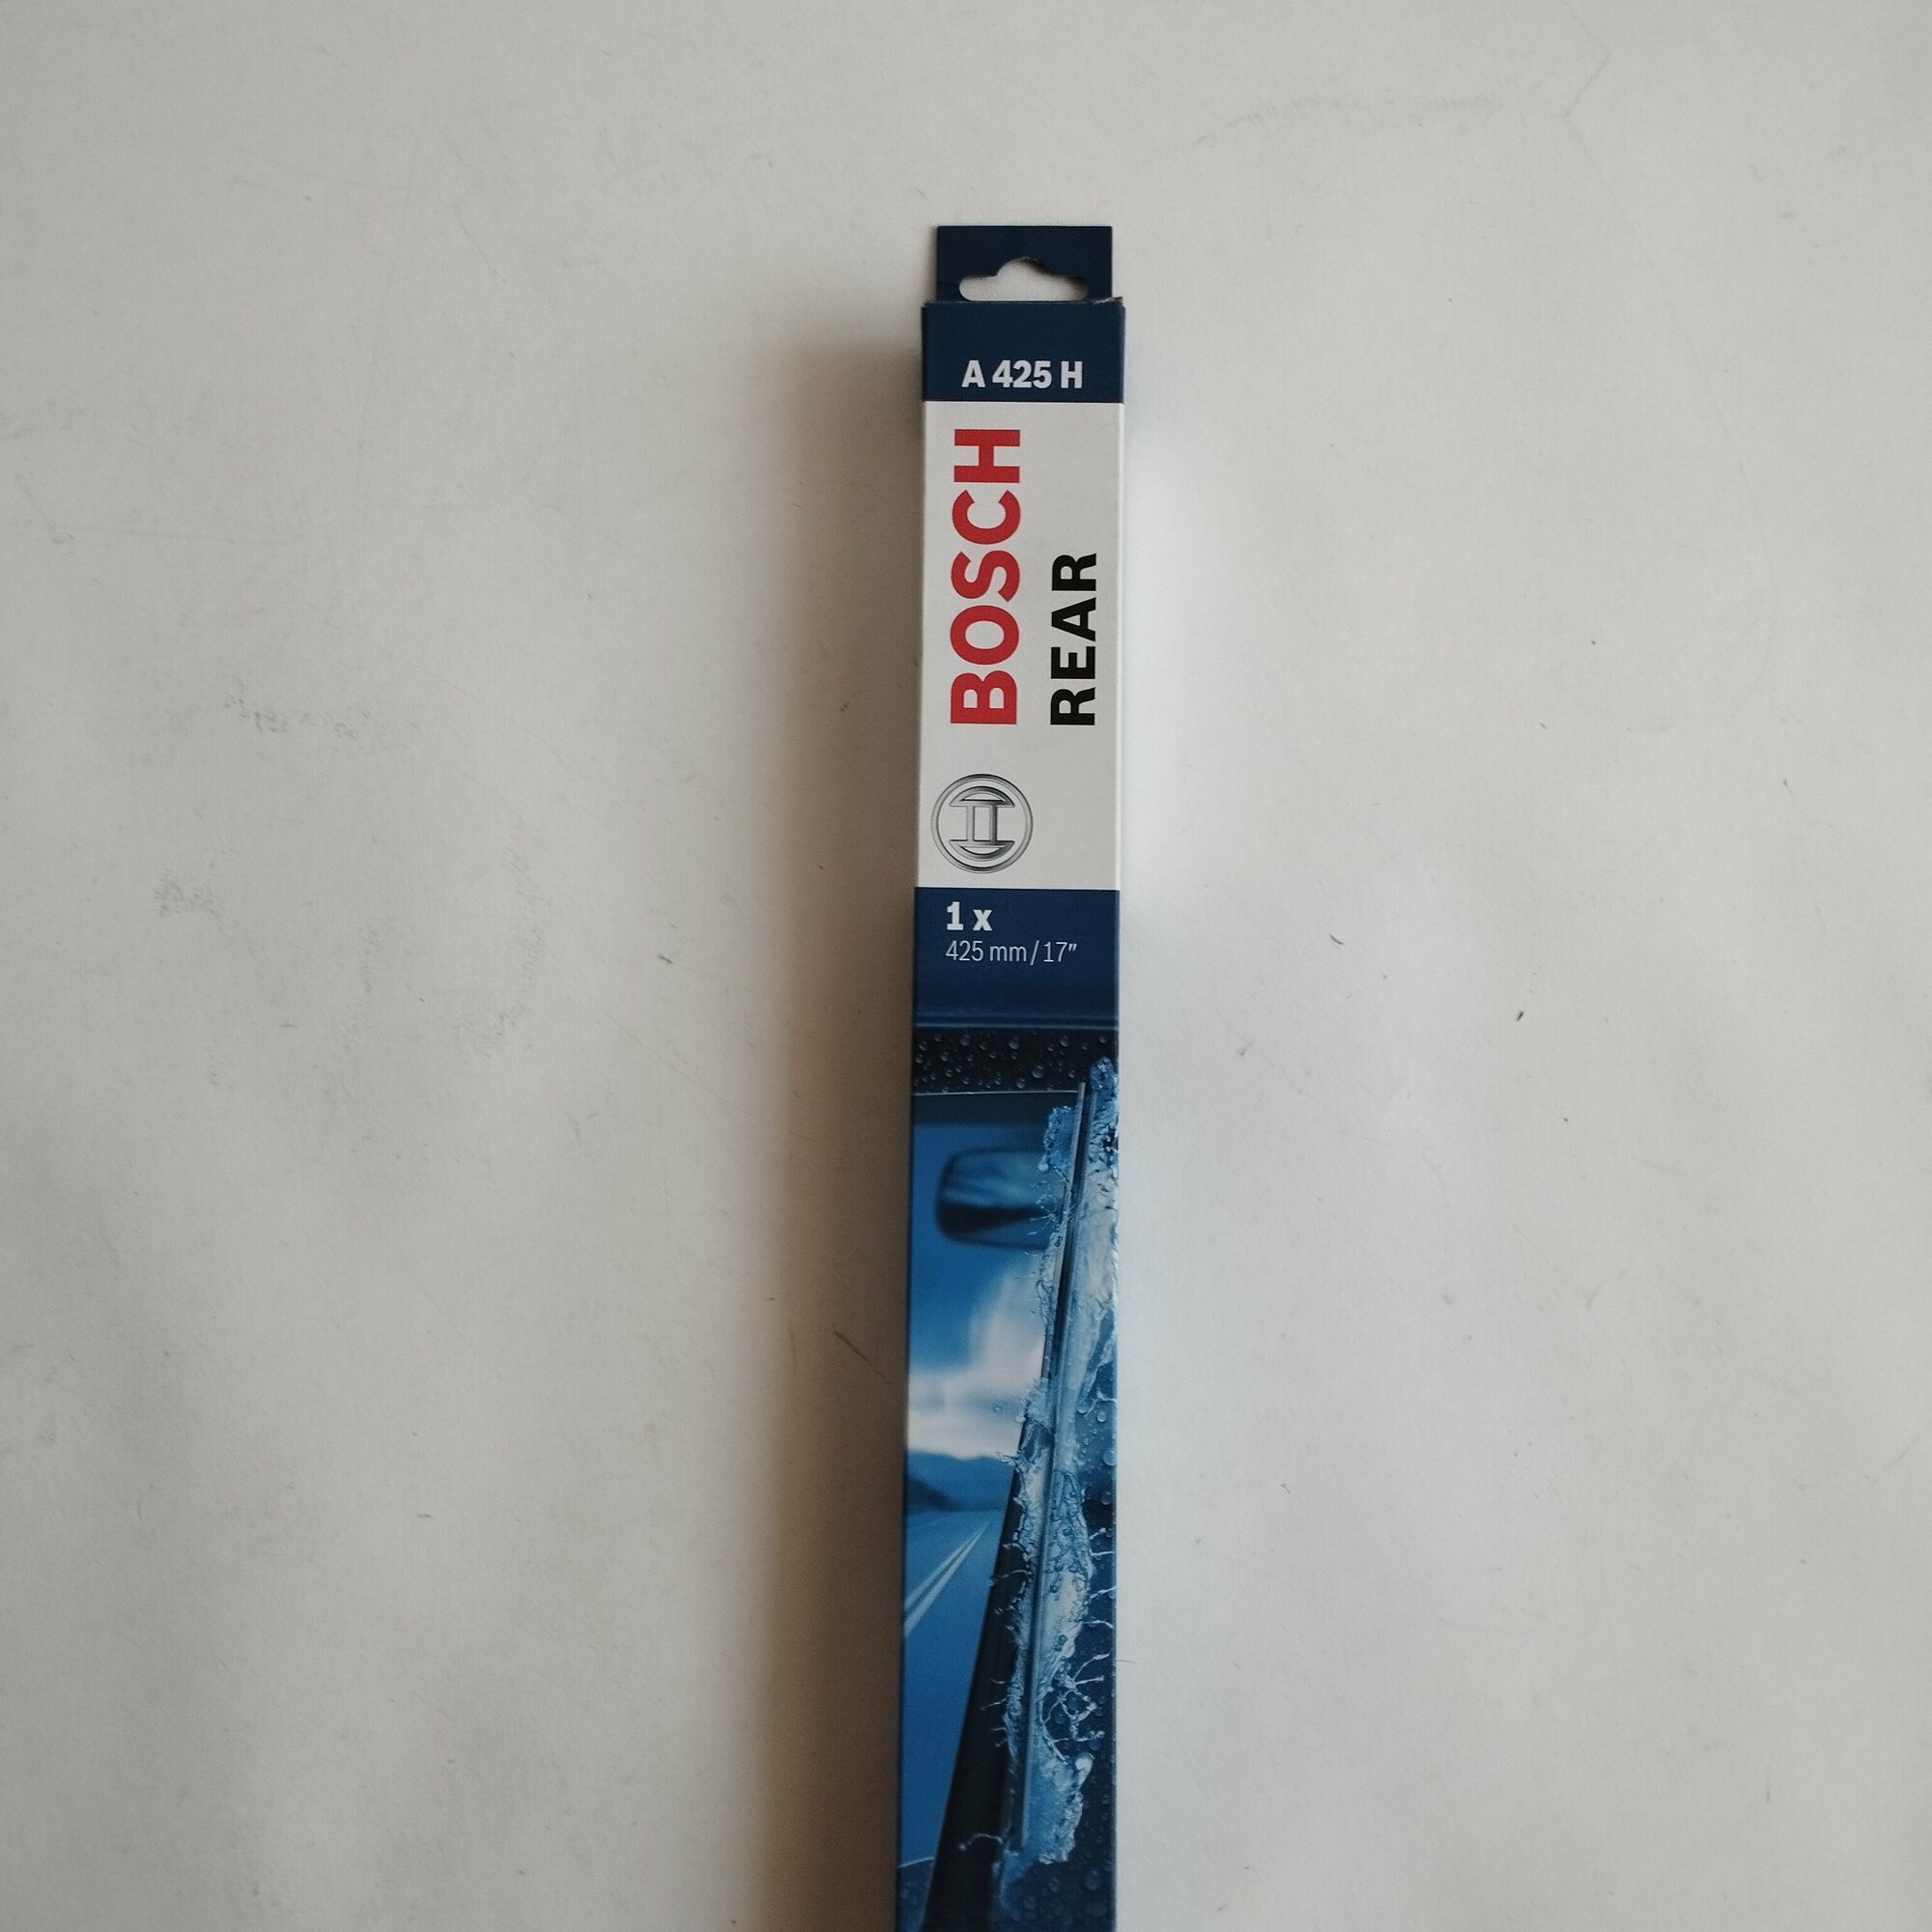 A 425 H
BOSCH
REAR
1 x
425 mm / 17"